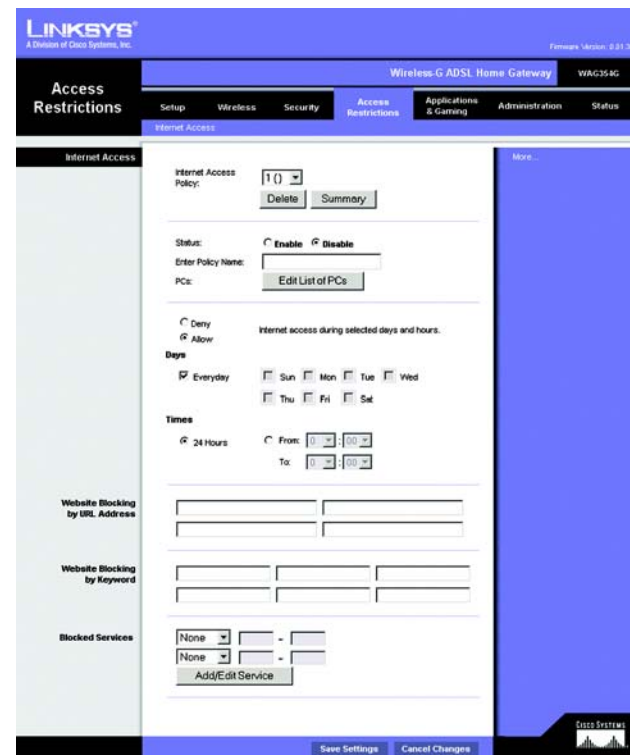 LINKSYS®
A Division of Cisco Systems, Inc.
Firmware Version: 0.01.3
Wireless-G ADSL Home Gateway WAG354G
Access Restrictions
Setup Wireless Security Access Restrictions Applications & Gaming Administration Status
Internet Access
Internet Access
More...
Internet Access Policy: 1 ()
Delete Summary
Status: Enable Disable
Enter Policy Name:
PCs: Edit List of PCs
Deny
Allow
Internet access during selected days and hours.
Days
Everyday Sun Mon Tue Wed
Thu Fri Sat
Times
24 Hours From: 0 : 00
To: 0 : 00
Website Blocking by URL Address
Website Blocking by Keyword
Blocked Services
None -
None -
Add/Edit Service
Save Settings Cancel Changes
CISCO SYSTEMS